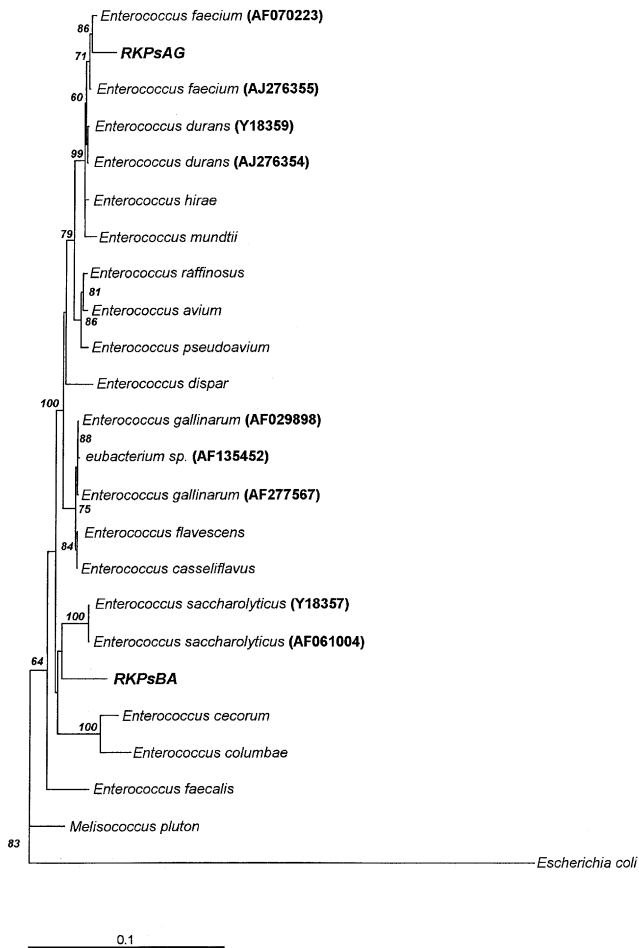 Enterococcus faecium (AF070223)
86
RKPsAG
71
Enterococcus faecium (AJ276355)
60
Enterococcus durans (Y18359)
99
Enterococcus durans (AJ276354)
Enterococcus hirae
79
Enterococcus mundtii
Enterococcus raffinosus
81
Enterococcus avium
86
Enterococcus pseudoavium
Enterococcus dispar
100
Enterococcus gallinarum (AF029898)
88
eubacterium sp. (AF135452)
Enterococcus gallinarum (AF277567)
75
Enterococcus flavescens
84
Enterococcus casseliflavus
Enterococcus saccharolyticus (Y18357)
100
Enterococcus saccharolyticus (AF061004)
64
RKPsBA
Enterococcus cecorum
100
Enterococcus columbae
Enterococcus faecalis
Melisococcus pluton
83
Escherichia coli
0.1